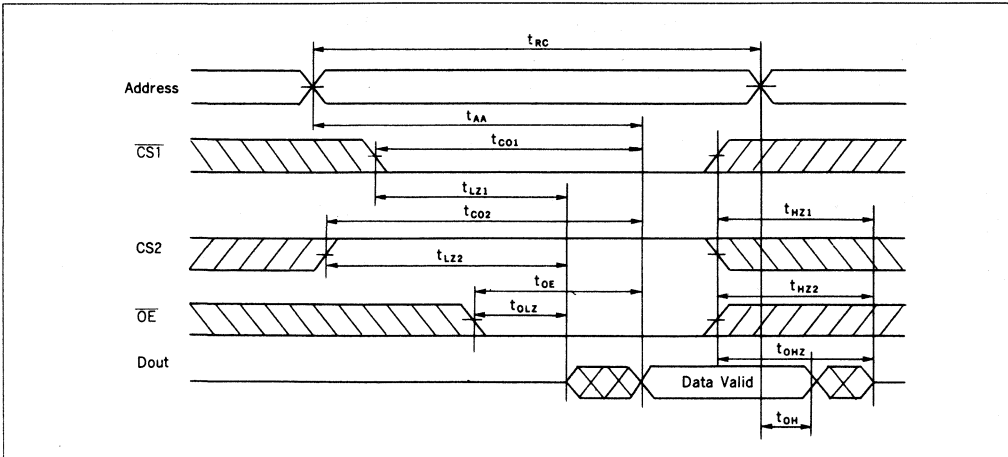 tRC
Address
tAA
CS1
tCO1
tLZ1
tCO2
tHZ1
CS2
tLZ2
tOE
tHZ2
OE
tOLZ
tOHZ
Dout
Data Valid
tOH